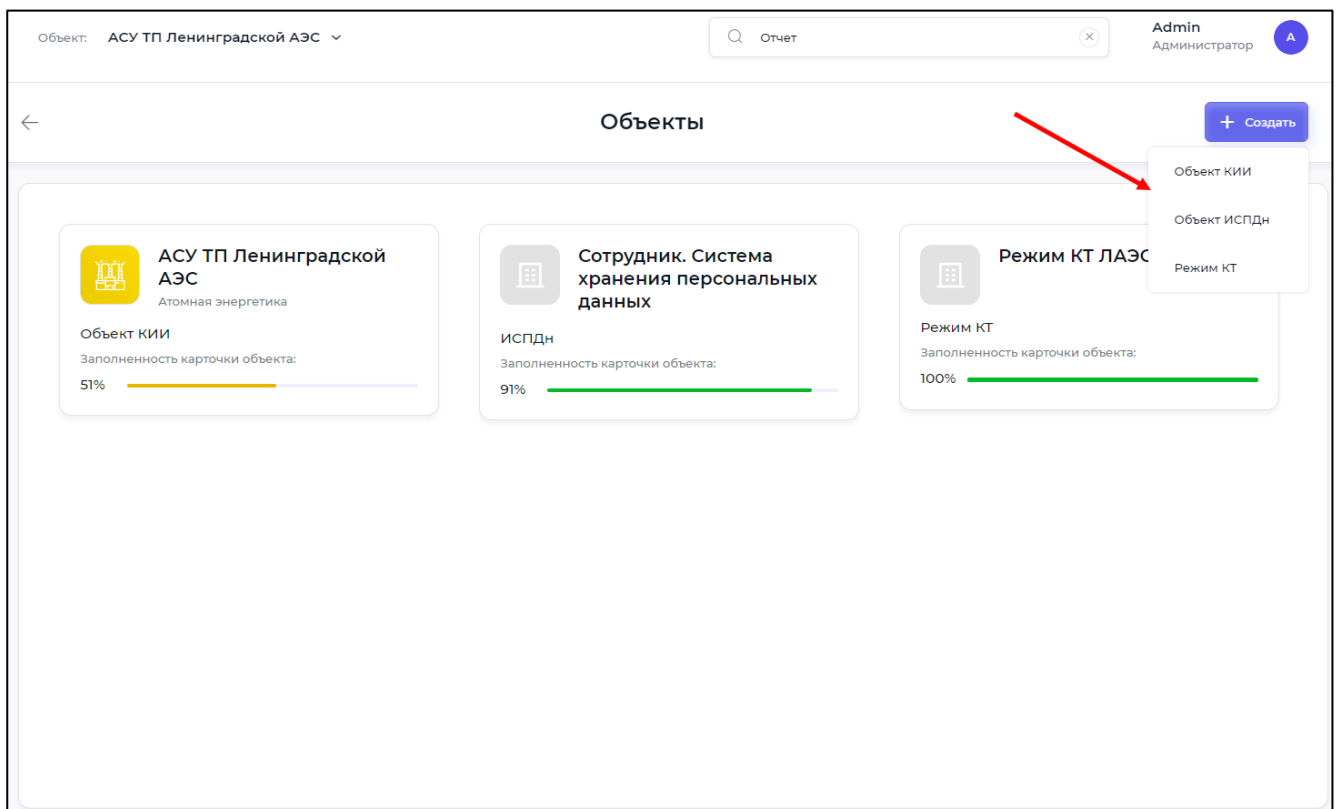 Объект: АСУ ТП Ленинградской АЭС
Отчет
Admin
Администратор
А
Объекты
+ Создать
Объект КИИ
Объект ИСПДн
Режим КТ
АСУ ТП Ленинградской
АЭС
Атомная энергетика
Объект КИИ
Заполненность карточки объекта:
51%
Сотрудник. Система
хранения персональных
данных
ИСПДн
Заполненность карточки объекта:
91%
Режим КТ ЛАЭС
Режим КТ
Заполненность карточки объекта:
100%